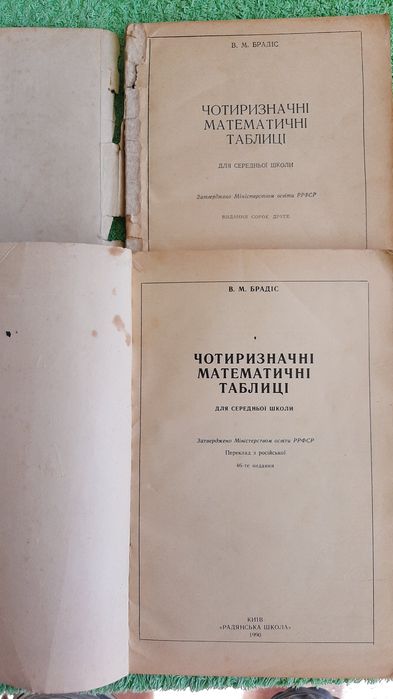 В. М. БРАДІС
ЧОТИРИЗНАЧНІ
МАТЕМАТИЧНІ
ТАБЛИЦІ
ДЛЯ СЕРЕДНЬОЇ ШКОЛИ
Затверджено Міністерством освіти РРФСР
ВИДАННЯ СОРОК ДРУГЕ
В. М. БРАДІС
ЧОТИРИЗНАЧНІ
МАТЕМАТИЧНІ
ТАБЛИЦІ
ДЛЯ СЕРЕДНЬОЇ ШКОЛИ
Затверджено Міністерством освіти РРФСР
Переклад з російської
46-те видання
КИЇВ
«РАДЯНСЬКА ШКОЛА»
1990